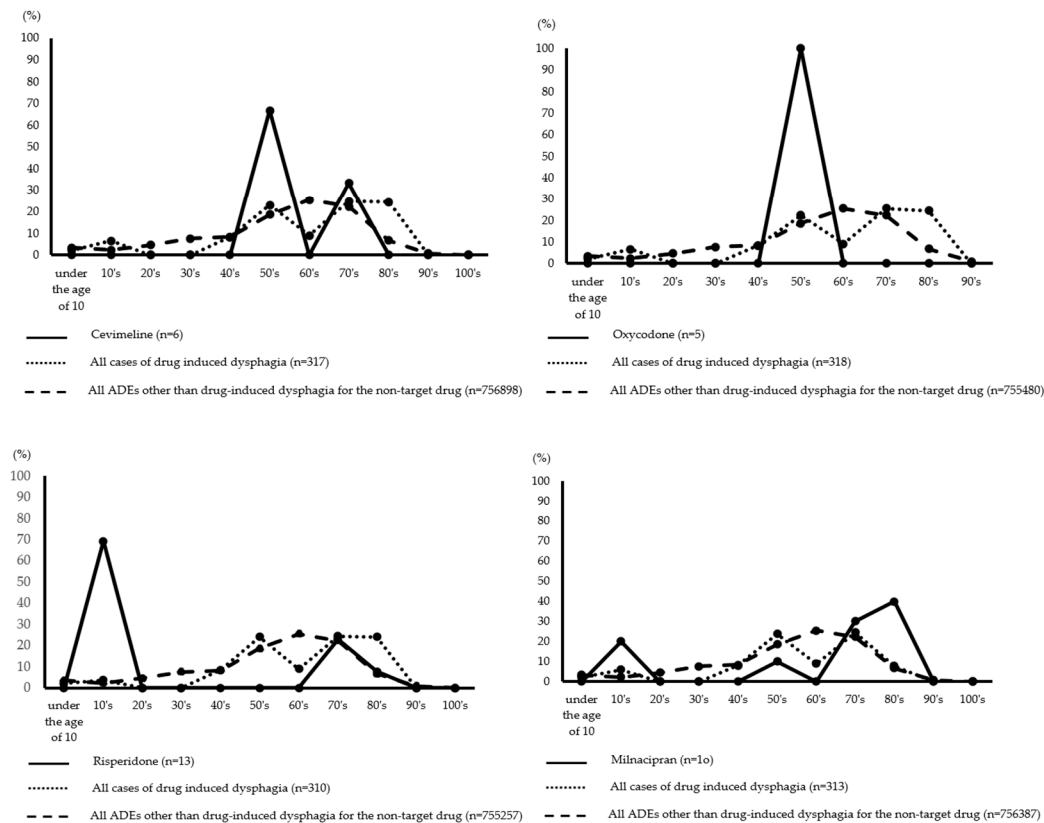 (%)
100
90
80
70
60
50
40
30
20
10
0
under the age of 10
10's
20's
30's
40's
50's
60's
70's
80's
90's
100's
Cevimeline (n=6)
All cases of drug induced dysphagia (n=317)
All ADEs other than drug-induced dysphagia for the non-target drug (n=756898)
(%)
100
90
80
70
60
50
40
30
20
10
0
under the age of 10
10's
20's
30's
40's
50's
60's
70's
80's
90's
Oxycodone (n=5)
All cases of drug induced dysphagia (n=318)
All ADEs other than drug-induced dysphagia for the non-target drug (n=755480)
(%)
100
90
80
70
60
50
40
30
20
10
0
under the age of 10
10's
20's
30's
40's
50's
60's
70's
80's
90's
100's
Risperidone (n=13)
All cases of drug induced dysphagia (n=310)
All ADEs other than drug-induced dysphagia for the non-target drug (n=755257)
(%)
100
90
80
70
60
50
40
30
20
10
0
under the age of 10
10's
20's
30's
40's
50's
60's
70's
80's
90's
100's
Milnacipran (n=1o)
All cases of drug induced dysphagia (n=313)
All ADEs other than drug-induced dysphagia for the non-target drug (n=756387)